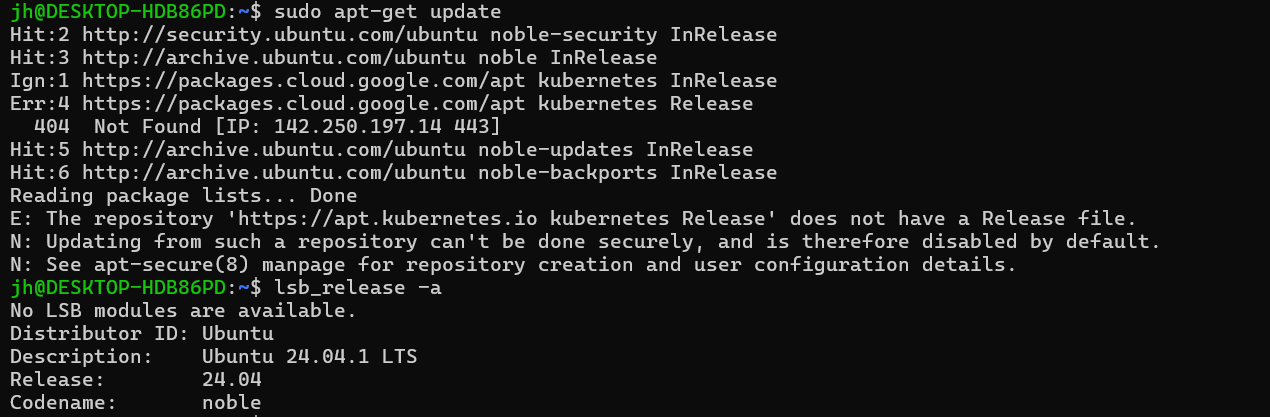 jh@DESKTOP-HDB86PD:~$ sudo apt-get update
Hit:2 http://security.ubuntu.com/ubuntu noble-security InRelease
Hit:3 http://archive.ubuntu.com/ubuntu noble InRelease
Ign:1 https://packages.cloud.google.com/apt kubernetes InRelease
Err:4 https://packages.cloud.google.com/apt kubernetes Release
  404  Not Found [IP: 142.250.197.14 443]
Hit:5 http://archive.ubuntu.com/ubuntu noble-updates InRelease
Hit:6 http://archive.ubuntu.com/ubuntu noble-backports InRelease
Reading package lists... Done
E: The repository 'https://apt.kubernetes.io kubernetes Release' does not have a Release file.
N: Updating from such a repository can't be done securely, and is therefore disabled by default.
N: See apt-secure(8) manpage for repository creation and user configuration details.
jh@DESKTOP-HDB86PD:~$ lsb_release -a
No LSB modules are available.
Distributor ID: Ubuntu
Description:    Ubuntu 24.04.1 LTS
Release:        24.04
Codename:       noble